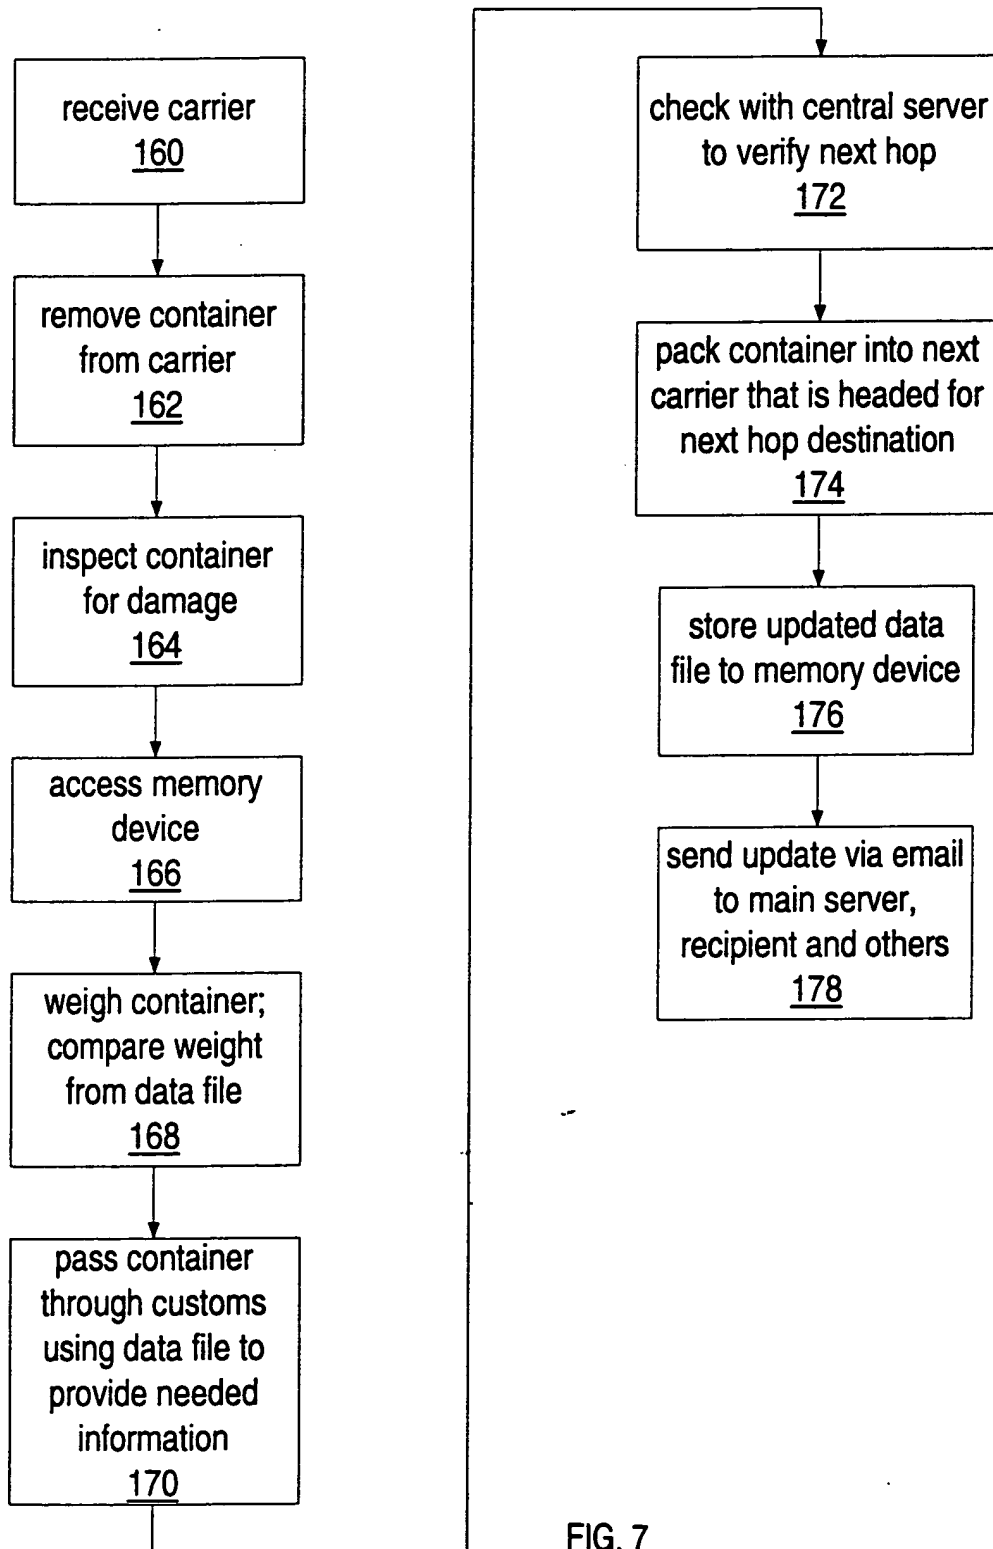 receive carrier
160
remove container
from carrier
162
inspect container
for damage
164
access memory
device
166
weigh container;
compare weight
from data file
168
pass container
through customs
using data file to
provide needed
information
170
check with central server
to verify next hop
172
pack container into next
carrier that is headed for
next hop destination
174
store updated data
file to memory device
176
send update via email
to main server,
recipient and others
178
FIG. 7